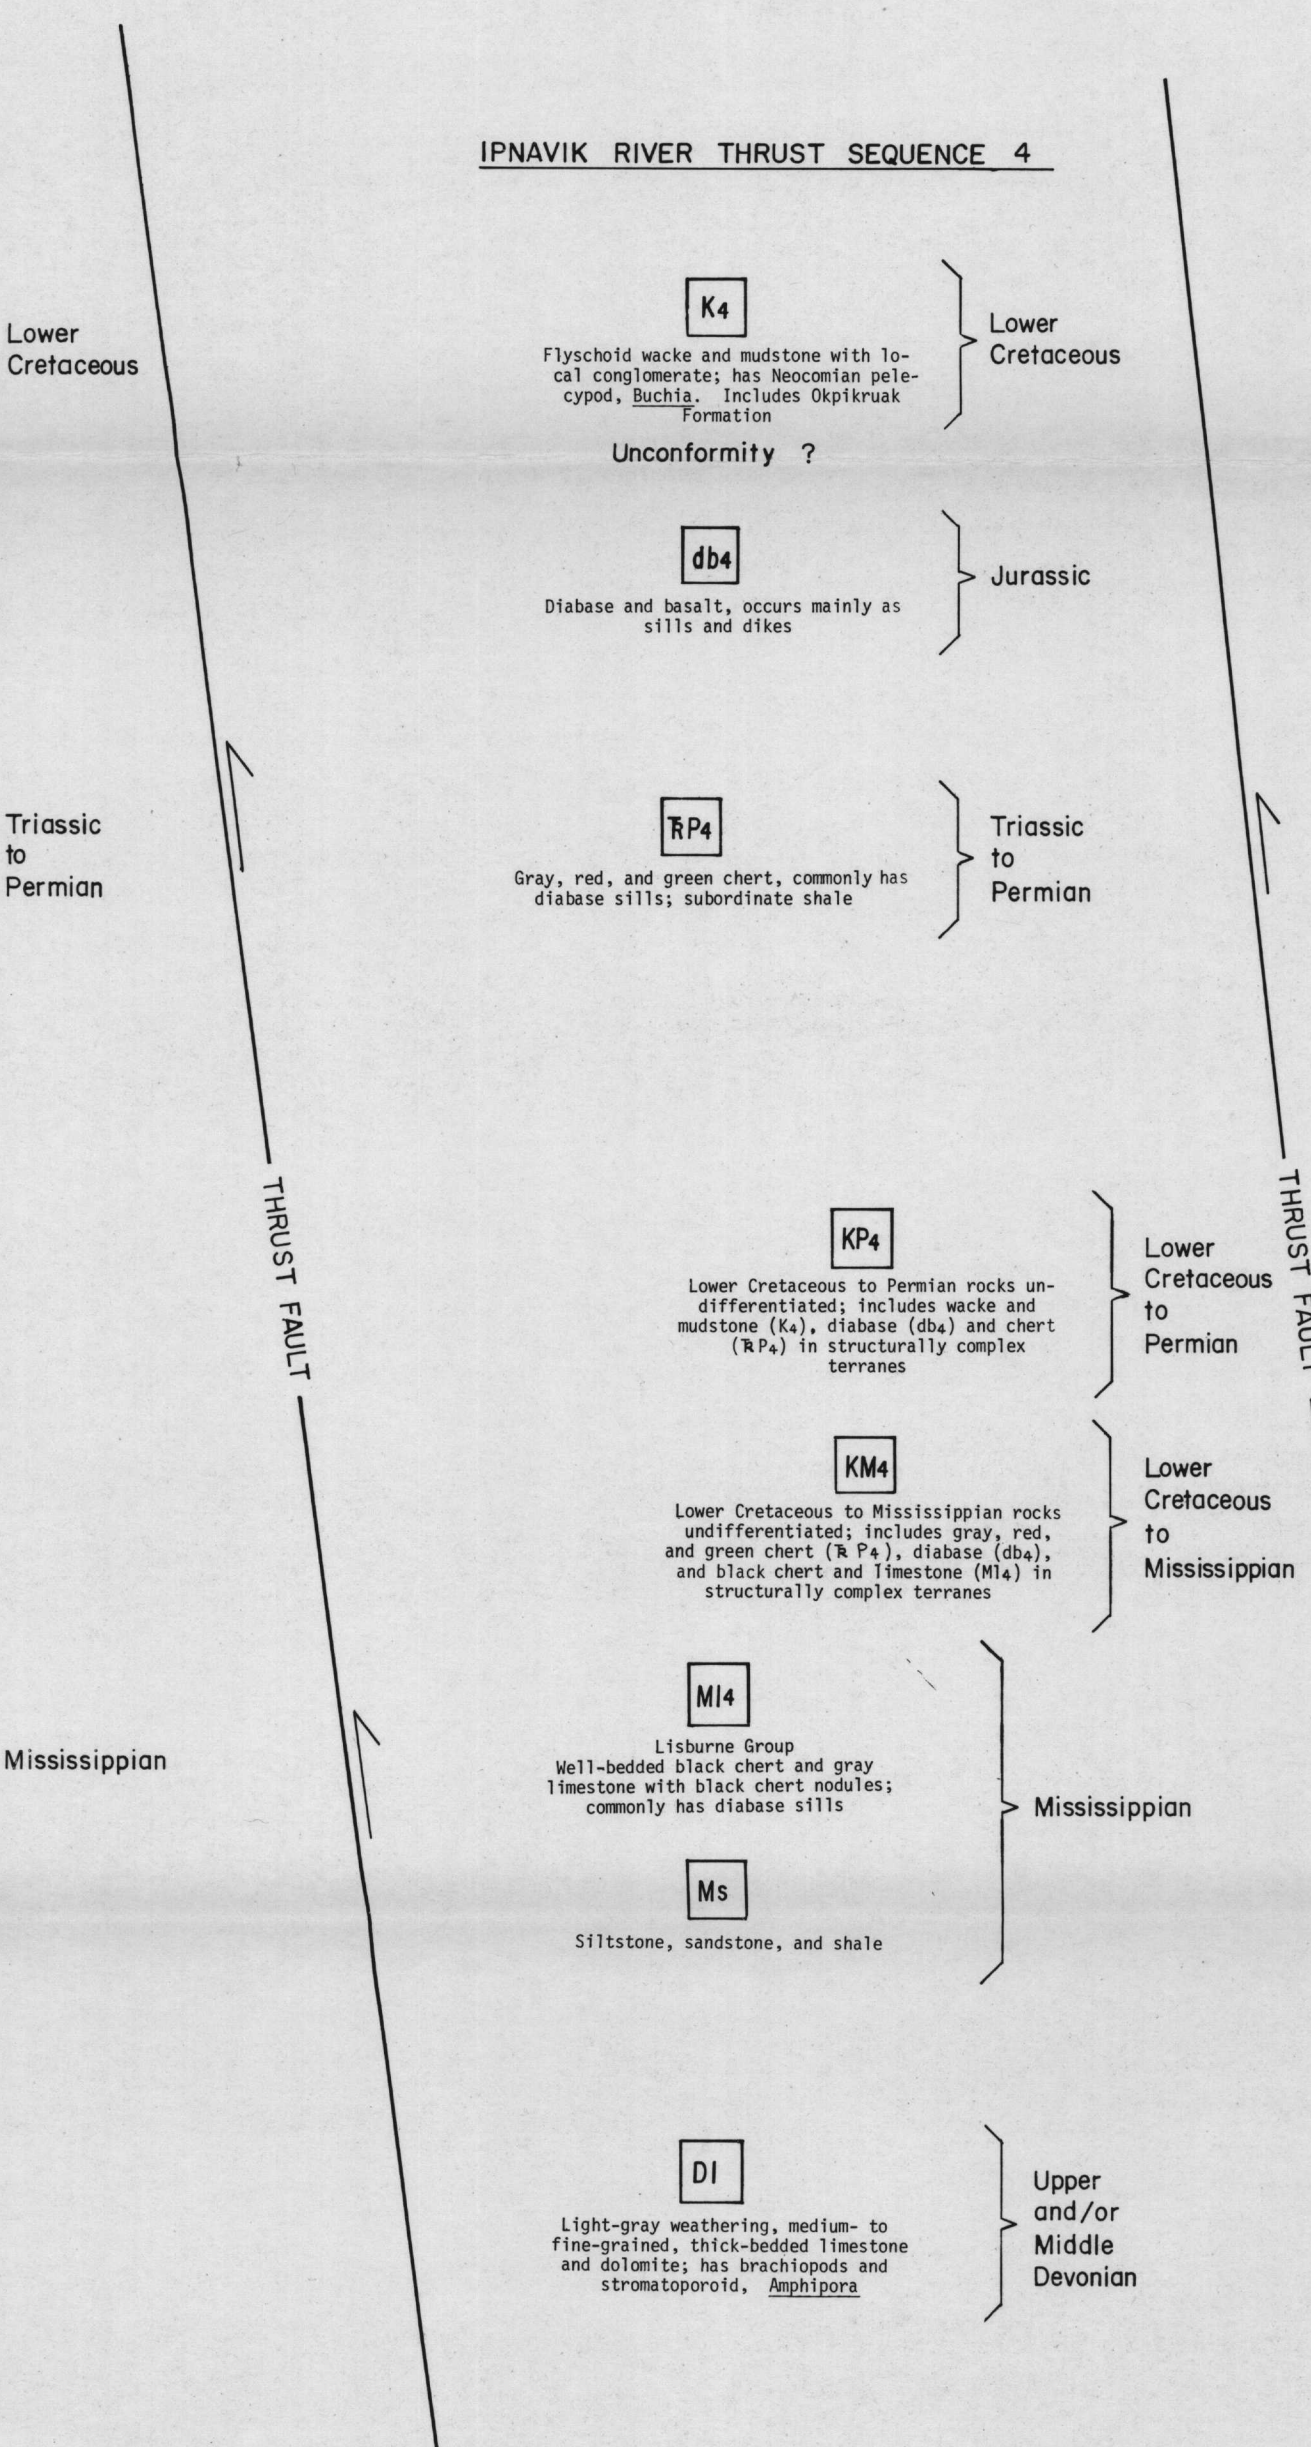 IPNAVIK RIVER THRUST SEQUENCE 4
Lower
Cretaceous
K4
Flyschoid wacke and mudstone with lo-
cal conglomerate; has Neocomian pele-
cypod, Buchia. Includes Okpikruak
Formation
Lower
Cretaceous
Unconformity ?
db4
Diabase and basalt, occurs mainly as
sills and dikes
Jurassic
Triassic
to
Permian
TRP4
Gray, red, and green chert, commonly has
diabase sills; subordinate shale
Triassic
to
Permian
THRUST FAULT
KP4
Lower Cretaceous to Permian rocks un-
differentiated; includes wacke and
mudstone (K4), diabase (db4) and chert
(TRP4) in structurally complex
terranes
Lower
Cretaceous
to
Permian
THRUST FAULT
KM4
Lower Cretaceous to Mississippian rocks
undifferentiated; includes gray, red,
and green chert (TR P4), diabase (db4),
and black chert and limestone (Ml4) in
structurally complex terranes
Lower
Cretaceous
to
Mississippian
Mississippian
Ml4
Lisburne Group
Well-bedded black chert and gray
limestone with black chert nodules;
commonly has diabase sills
Mississippian
Ms
Siltstone, sandstone, and shale
Dl
Light-gray weathering, medium- to
fine-grained, thick-bedded limestone
and dolomite; has brachiopods and
stromatoporoid, Amphipora
Upper
and/or
Middle
Devonian